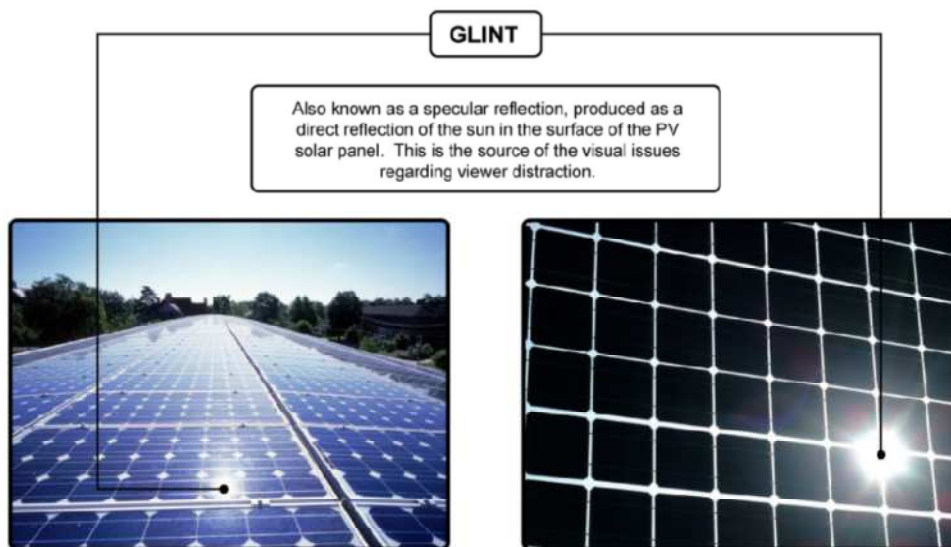 GLINT
Also known as a specular reflection, produced as a
direct reflection of the sun in the surface of the PV
solar panel.  This is the source of the visual issues
regarding viewer distraction.